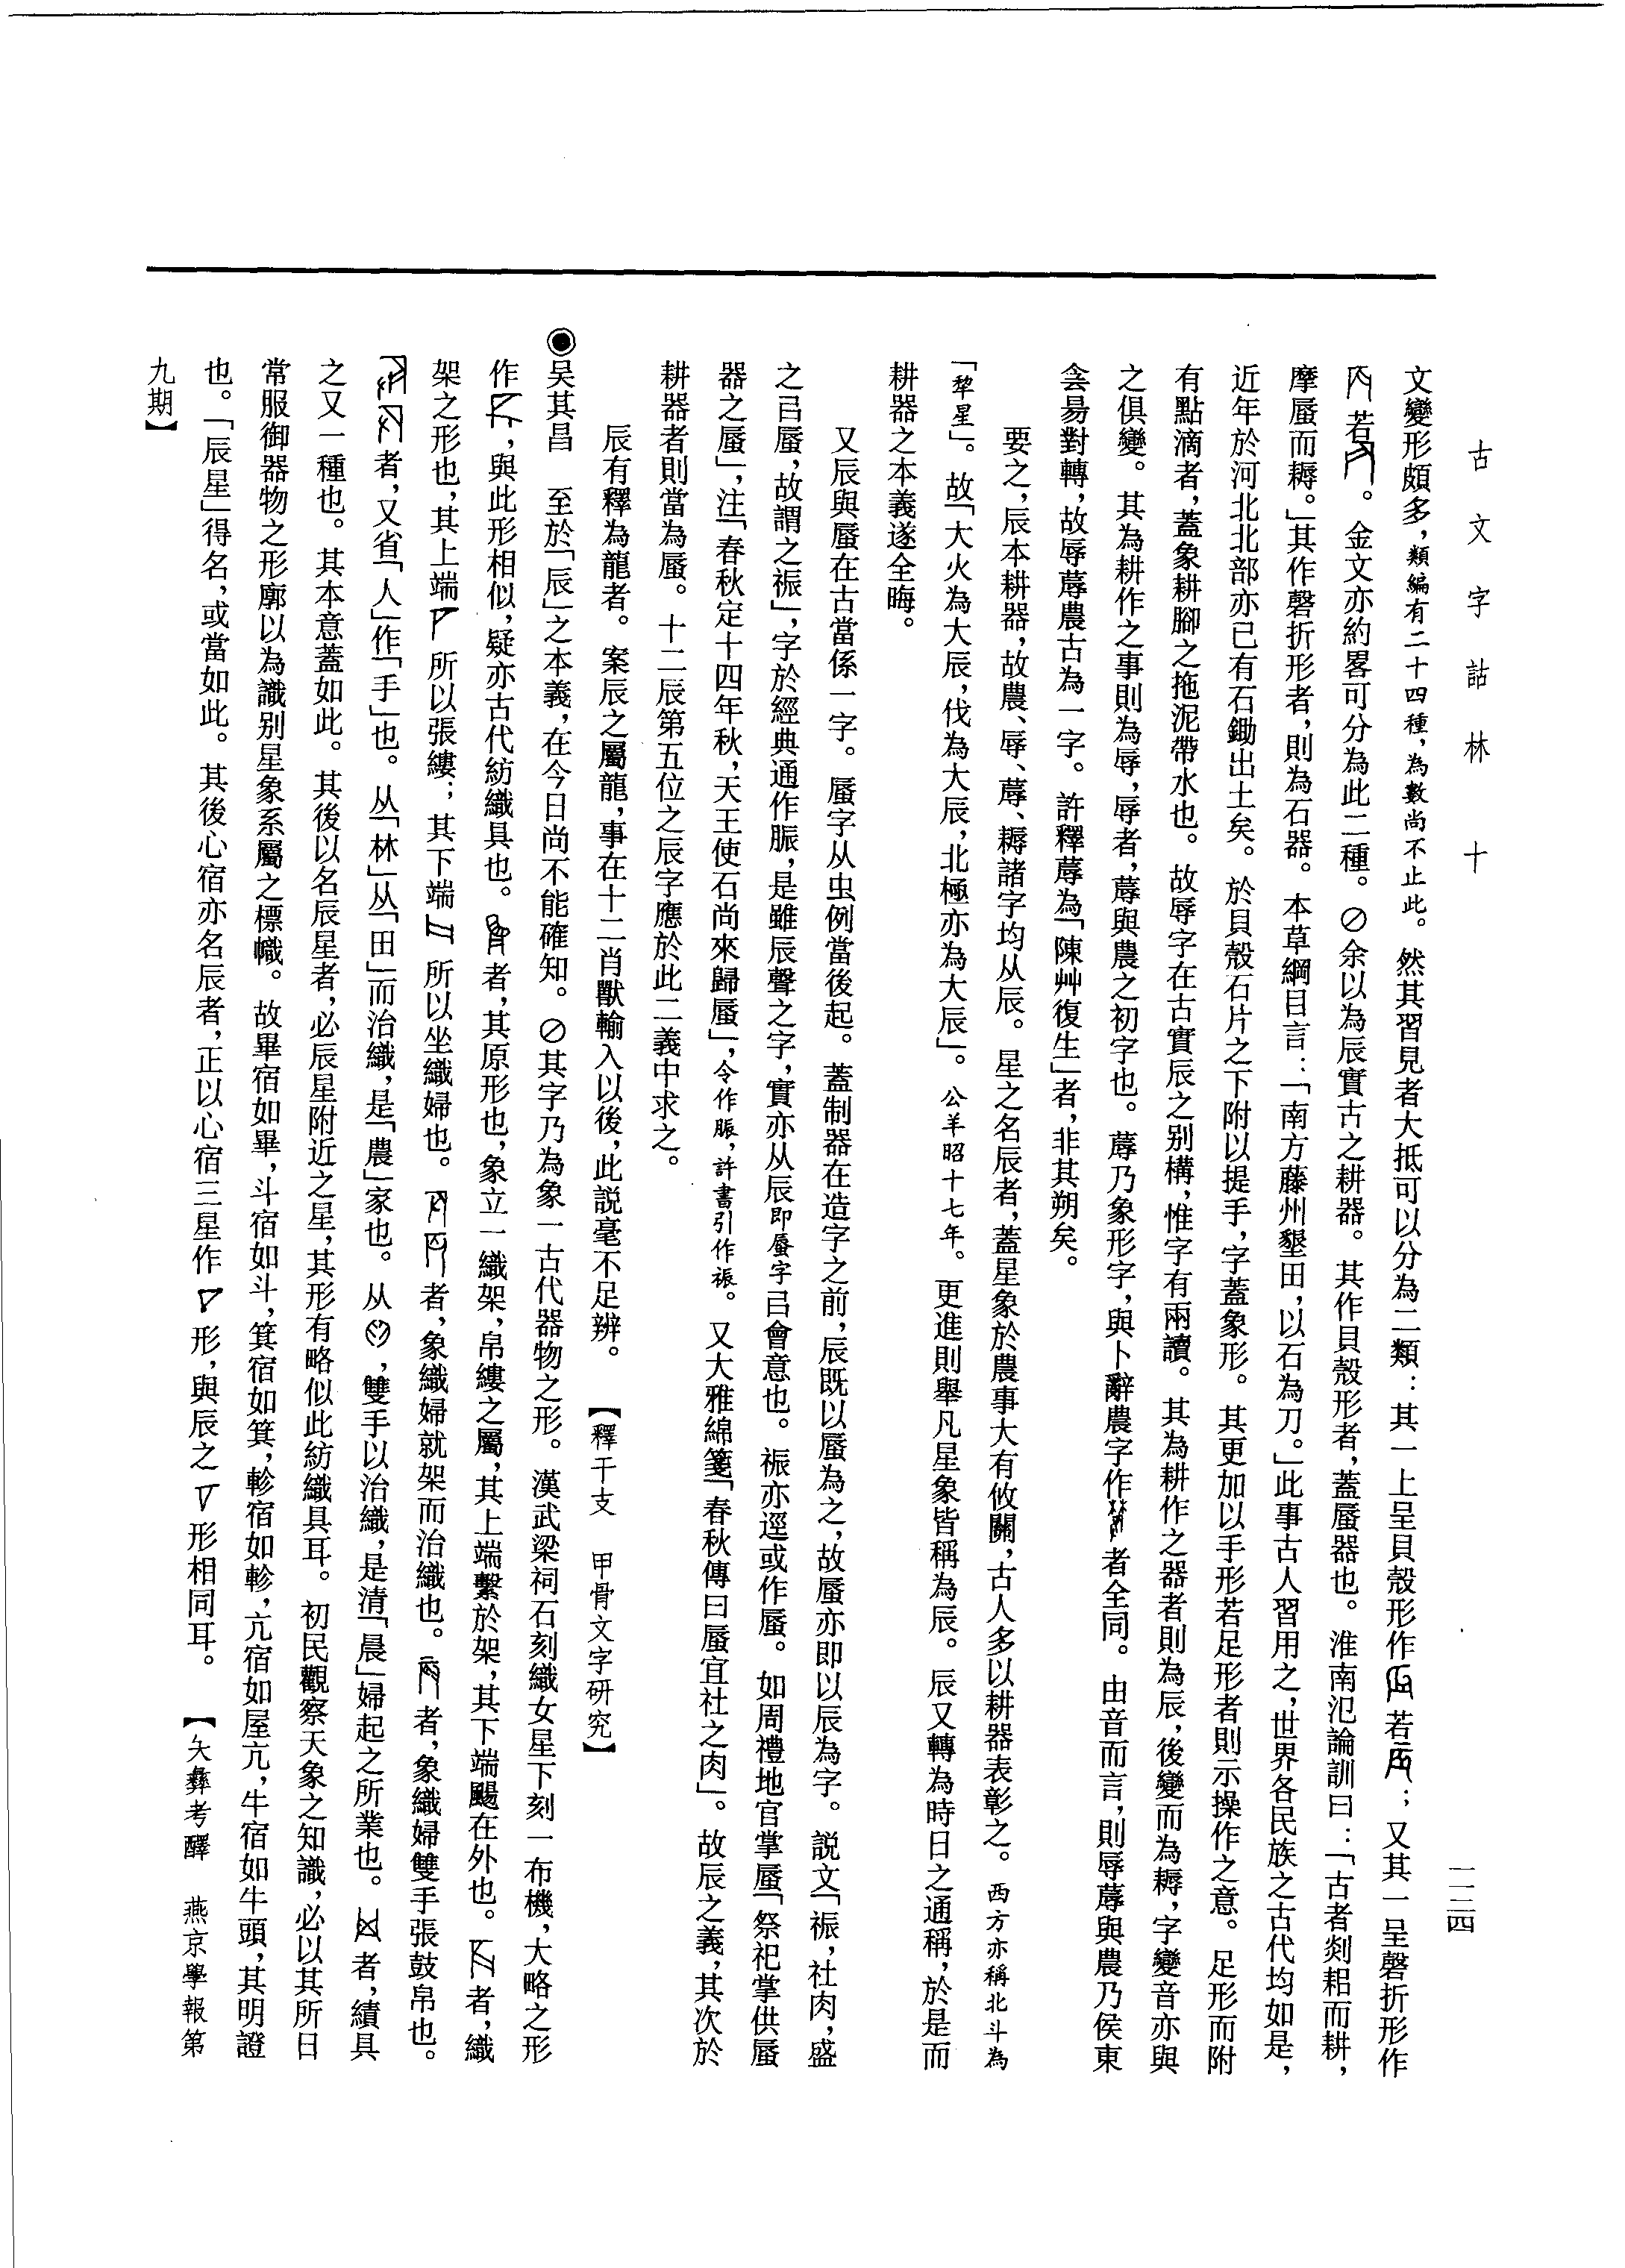 古文字詁林 十
一一三四
文變形頗多，類編有二十四種，為數尚不止此。然其習見者大抵可以分為二類：其一上呈貝殼形作若；又其一呈磬折形作
若。金文亦約畧可分為此二種。⊘余以為辰實古之耕器。其作貝殼形者，蓋蜃器也。淮南氾論訓曰：「古者剡耜而耕，
摩蜃而耨。」其作磬折形者，則為石器。本草綱目言：「南方藤州墾田，以石為刀。」此事古人習用之，世界各民族之古代均如是，
近年於河北北部亦已有石鋤出土矣。於貝殼石片之下附以提手，字蓋象形。其更加以手形若足形者則示操作之意。足形而附
有點滴者，蓋象耕腳之拖泥帶水也。故辱字在古實辰之别構，惟字有兩讀。其為耕作之器者則為辰，後變而為耨，字變音亦與
之俱變。其為耕作之事則為辱，辱者，蓐與農之初字也。蓐乃象形字，與卜辭農字作者全同。由音而言，則辱蓐與農乃侯東
侌昜對轉，故辱蓐農古為一字。許釋蓐為「陳艸復生」者，非其朔矣。
要之，辰本耕器，故農、辱、蓐、耨諸字均从辰。星之名辰者，蓋星象於農事大有攸關，古人多以耕器表彰之。西方亦稱北斗為
「犂星」。故「大火為大辰，伐為大辰，北極亦為大辰」。公羊昭十七年。更進則舉凡星象皆稱為辰。辰又轉為時日之通稱，於是而
耕器之本義遂全晦。
又辰與蜃在古當係一字。蜃字从虫例當後起。蓋制器在造字之前，辰既以蜃為之，故蜃亦即以辰為字。説文「祳，社肉，盛
之㠯蜃，故謂之祳」，字於經典通作脤，是雖辰聲之字，實亦从辰即蜃字㠯會意也。祳亦逕或作蜃。如周禮地官掌蜃「祭祀掌供蜃
器之蜃」，注「春秋定十四年秋，天王使石尚來歸蜃」，今作脤，許書引作祳。又大雅綿箋「春秋傳曰蜃宜社之肉」。故辰之義，其次於
耕器者則當為蜃。十二辰第五位之辰字應於此二義中求之。
辰有釋為龍者。案辰之屬龍，事在十二肖獸輸入以後，此説毫不足辨。【釋干支 甲骨文字研究】
◉吴其昌 至於「辰」之本義，在今日尚不能確知。⊘其字乃為象一古代器物之形。漢武梁祠石刻織女星下刻一布機，大略之形
作，與此形相似，疑亦古代紡織具也。者，其原形也，象立一織架，帛縷之屬，其上端繫於架，其下端颺在外也。者，織
架之形也，其上端所以張縷；其下端所以坐織婦也。者，象織婦就架而治織也。者，象織婦雙手張鼓帛也。
者，又省「人」作「手」也。从「林」从「田」而治織，是「農」家也。从，雙手以治織，是清「晨」婦起之所業也。者，績具
之又一種也。其本意蓋如此。其後以名辰星者，必辰星附近之星，其形有略似此紡織具耳。初民觀察天象之知識，必以其所日
常服御器物之形廓以為識别星象系屬之標幟。故畢宿如畢，斗宿如斗，箕宿如箕，軫宿如軫，亢宿如屋亢，牛宿如牛頭，其明證
也。「辰星」得名，或當如此。其後心宿亦名辰者，正以心宿三星作形，與辰之形相同耳。【夨彝考釋 燕京學報第
九期】